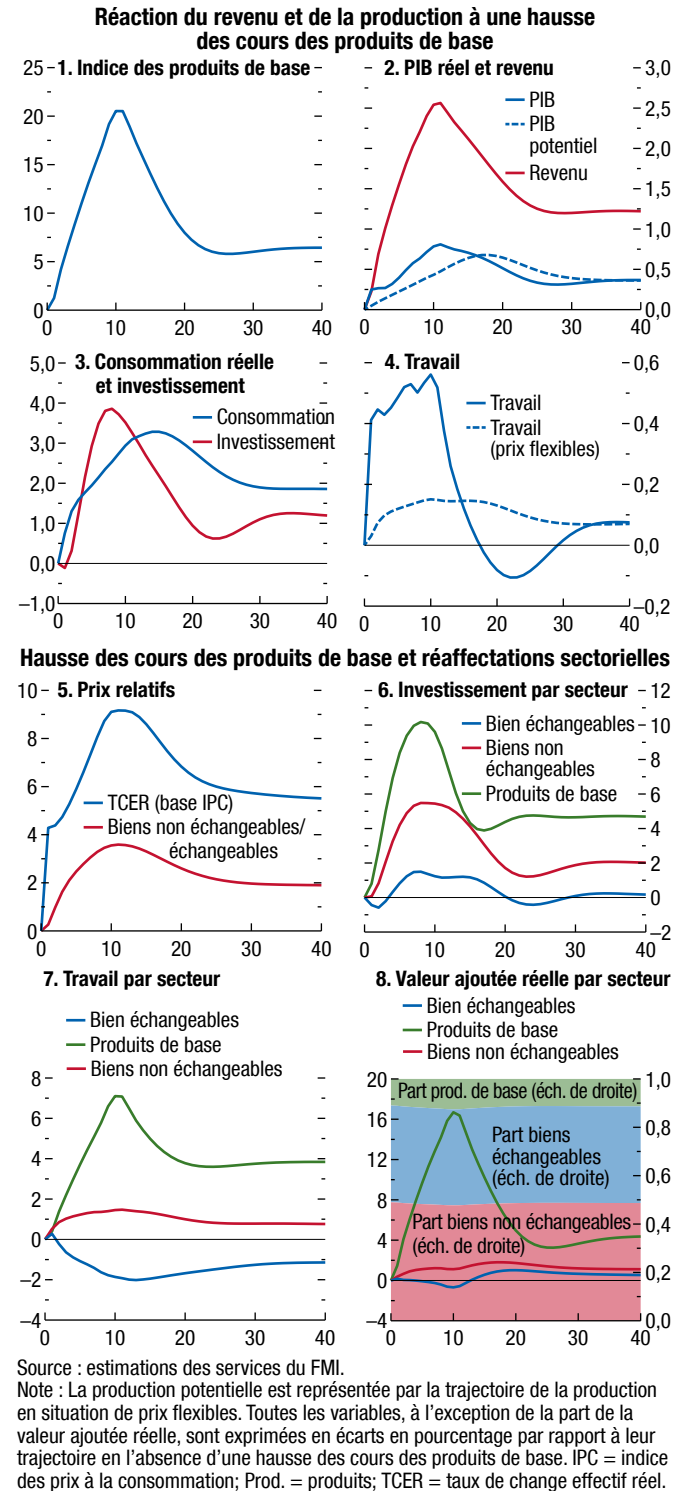 Réaction du revenu et de la production à une hausse
des cours des produits de base
1. Indice des produits de base
25
20
15
10
5
0
0 10 20 30 40
2. PIB réel et revenu
PIB
PIB
potentiel
Revenu
3,0
2,5
2,0
1,5
1,0
0,5
0,0
0 10 20 30 40
3. Consommation réelle
et investissement
Consommation
Investissement
5,0
4,0
3,0
2,0
1,0
0,0
–1,0
0 10 20 30 40
4. Travail
Travail
Travail
(prix flexibles)
0,6
0,4
0,2
0,0
–0,2
0 10 20 30 40
Hausse des cours des produits de base et réaffectations sectorielles
5. Prix relatifs
TCER (base IPC)
Biens non échangeables/
échangeables
10
8
6
4
2
0
0 10 20 30 40
6. Investissement par secteur
Bien échangeables
Biens non
échangeables
Produits de base
12
10
8
6
4
2
0
–2
0 10 20 30 40
7. Travail par secteur
Bien échangeables
Produits de base
Biens non échangeables
8
6
4
2
0
–2
–4
0 10 20 30 40
8. Valeur ajoutée réelle par secteur
Bien échangeables
Produits de base
Biens non échangeables
20
16
12
8
4
0
–4
Part prod. de base (éch. de droite)
Part biens
échangeables
(éch. de droite)
Part biens non échangeables
(éch. de droite)
1,0
0,8
0,6
0,4
0,2
0,0
0 10 20 30 40
Source : estimations des services du FMI.
Note : La production potentielle est représentée par la trajectoire de la production
en situation de prix flexibles. Toutes les variables, à l’exception de la part de la
valeur ajoutée réelle, sont exprimées en écarts en pourcentage par rapport à leur
trajectoire en l’absence d’une hausse des cours des produits de base. IPC = indice
des prix à la consommation; Prod. = produits; TCER = taux de change effectif réel.